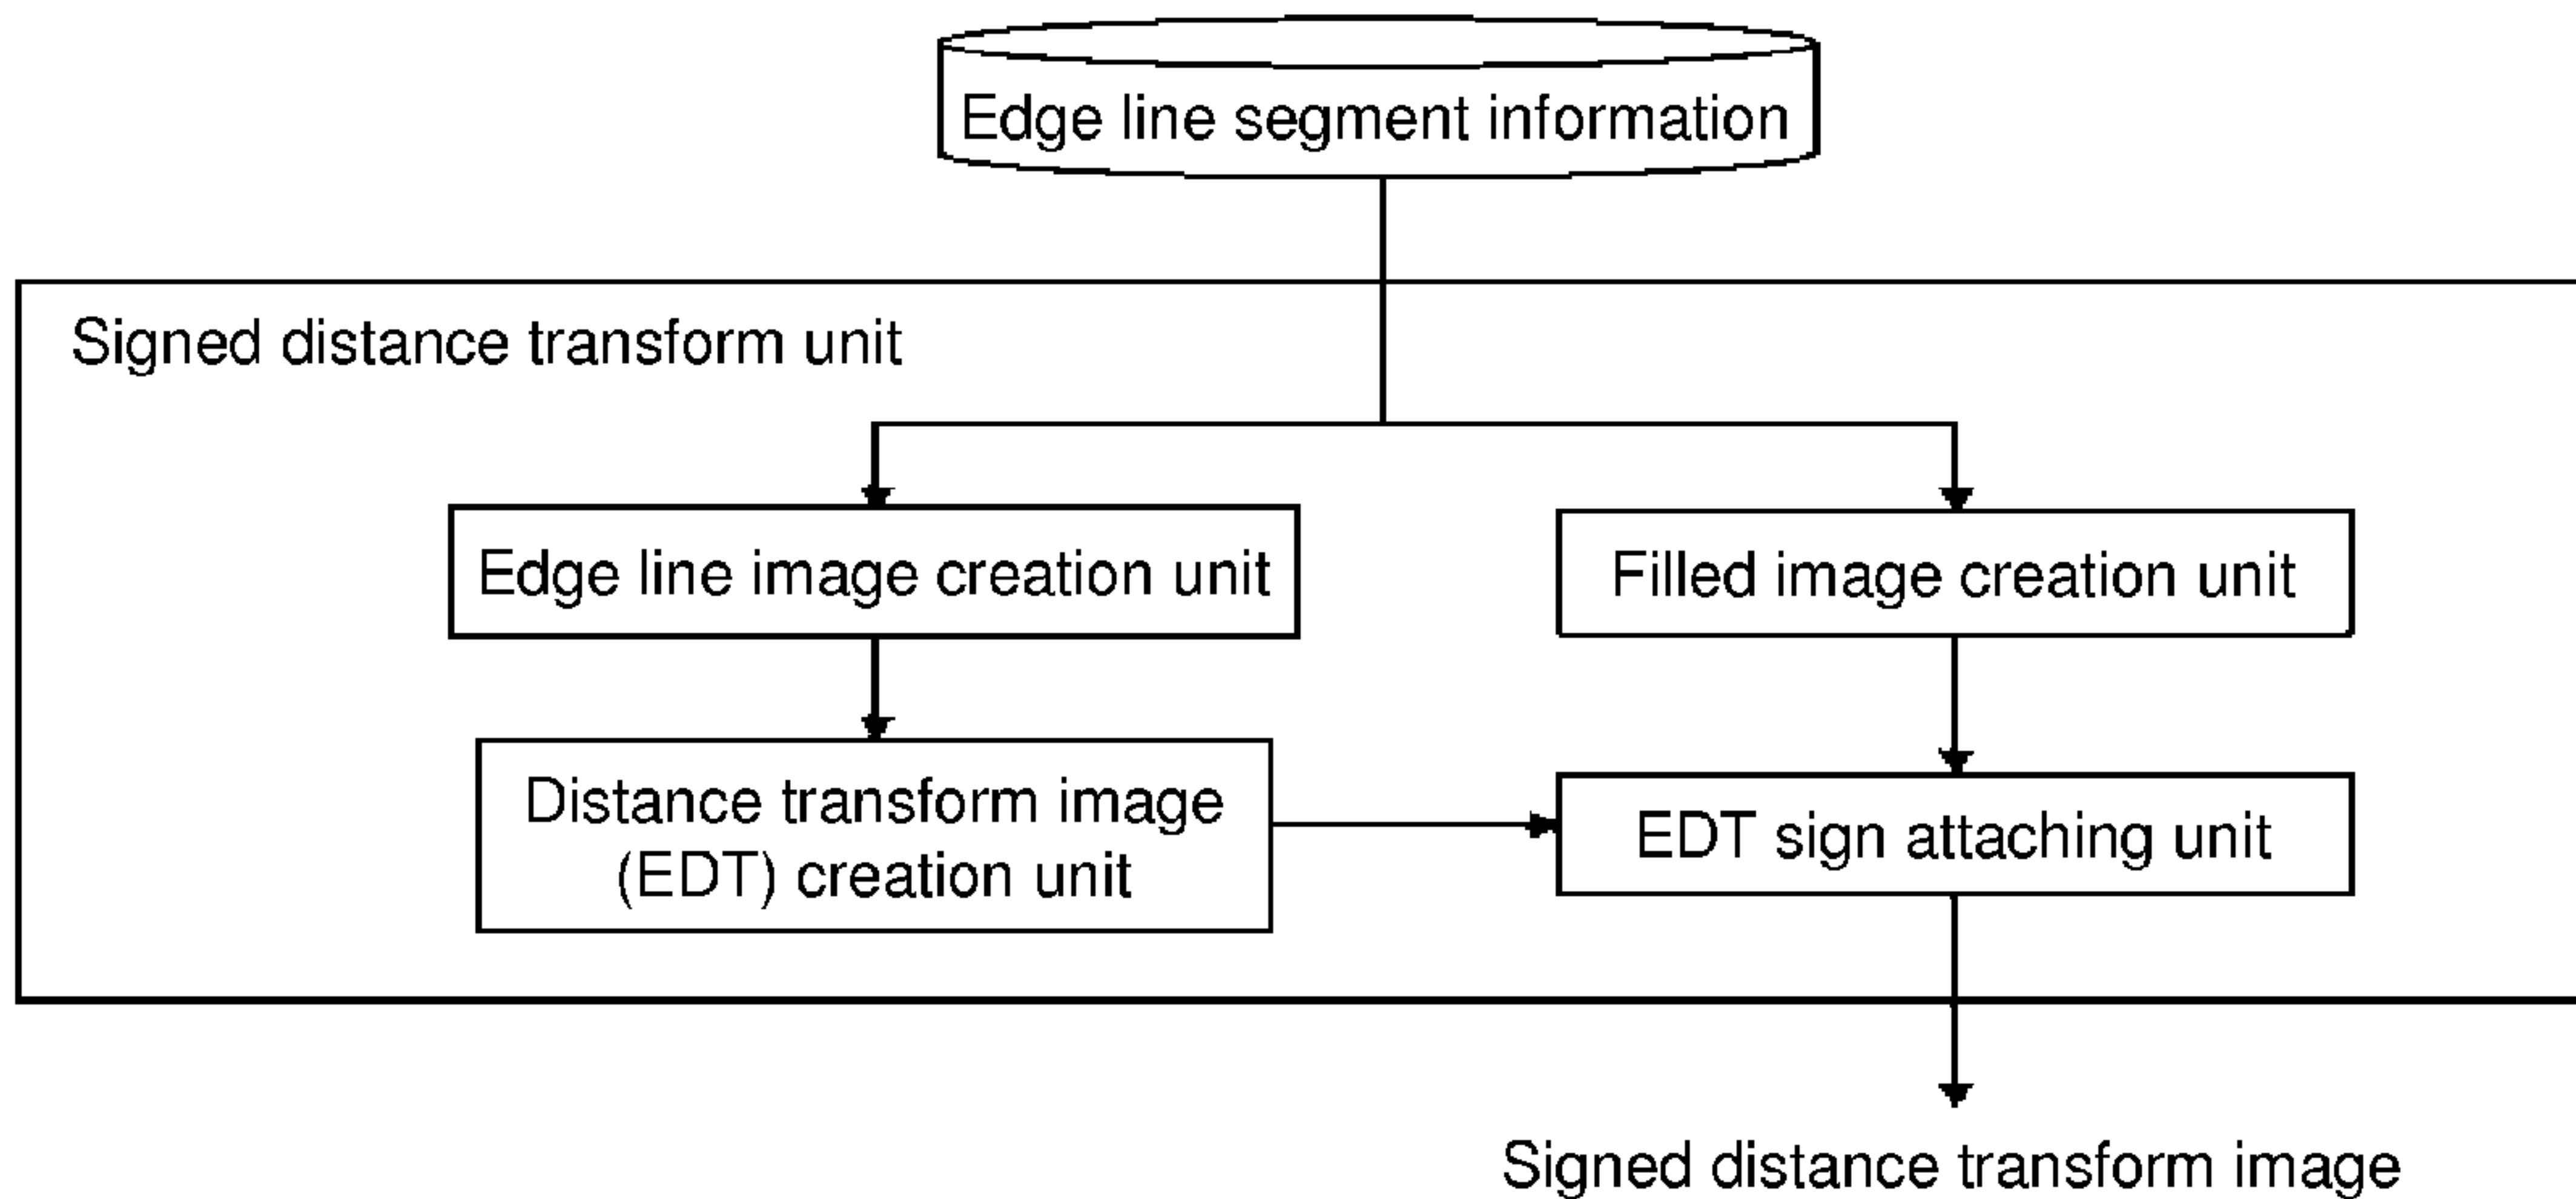 Edge line segment information
Signed distance transform unit
Edge line image creation unit
Filled image creation unit
Distance transform image
(EDT) creation unit
EDT sign attaching unit
Signed distance transform image